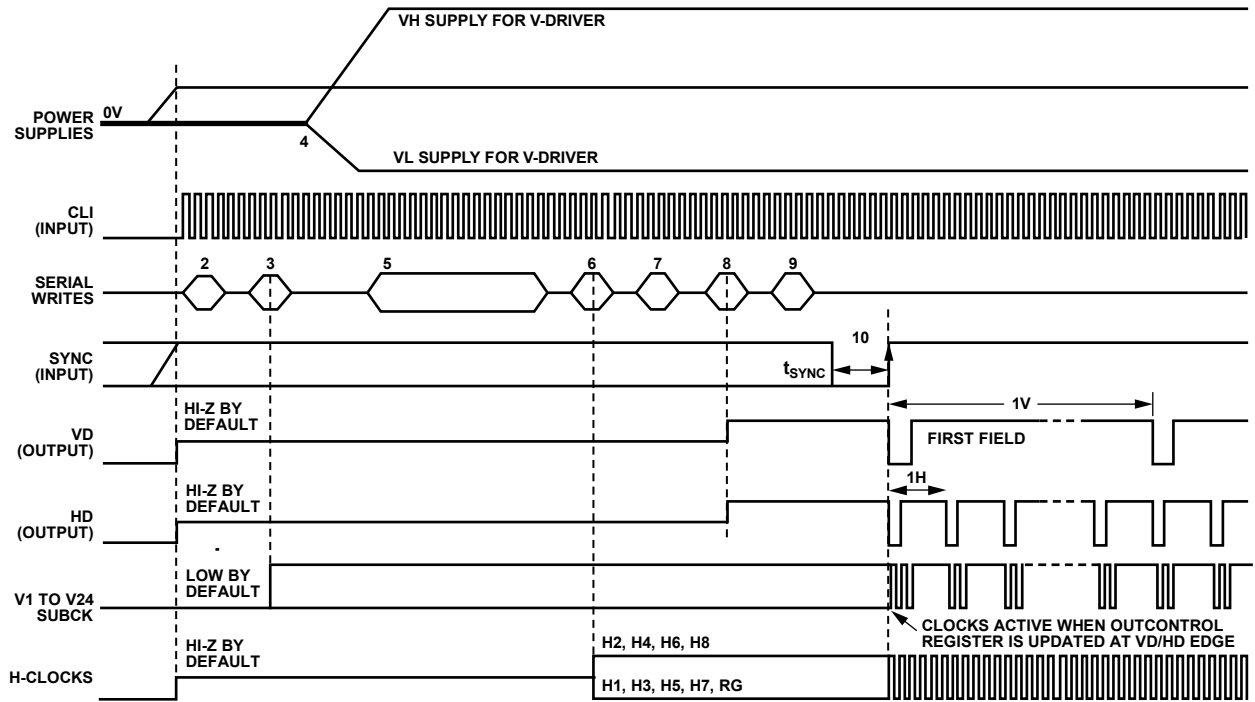 VH SUPPLY FOR V-DRIVER
POWER
SUPPLIES
0V
4
VL SUPPLY FOR V-DRIVER
CLI
(INPUT)
SERIAL
WRITES
2
3
5
6
7
8
9
SYNC
(INPUT)
tSYNC
10
VD
(OUTPUT)
HI-Z BY
DEFAULT
1V
FIRST FIELD
HD
(OUTPUT)
HI-Z BY
DEFAULT
1H
V1 TO V24
SUBCK
LOW BY
DEFAULT
CLOCKS ACTIVE WHEN OUTCONTROL
REGISTER IS UPDATED AT VD/HD EDGE
H-CLOCKS
HI-Z BY
DEFAULT
H2, H4, H6, H8
H1, H3, H5, H7, RG